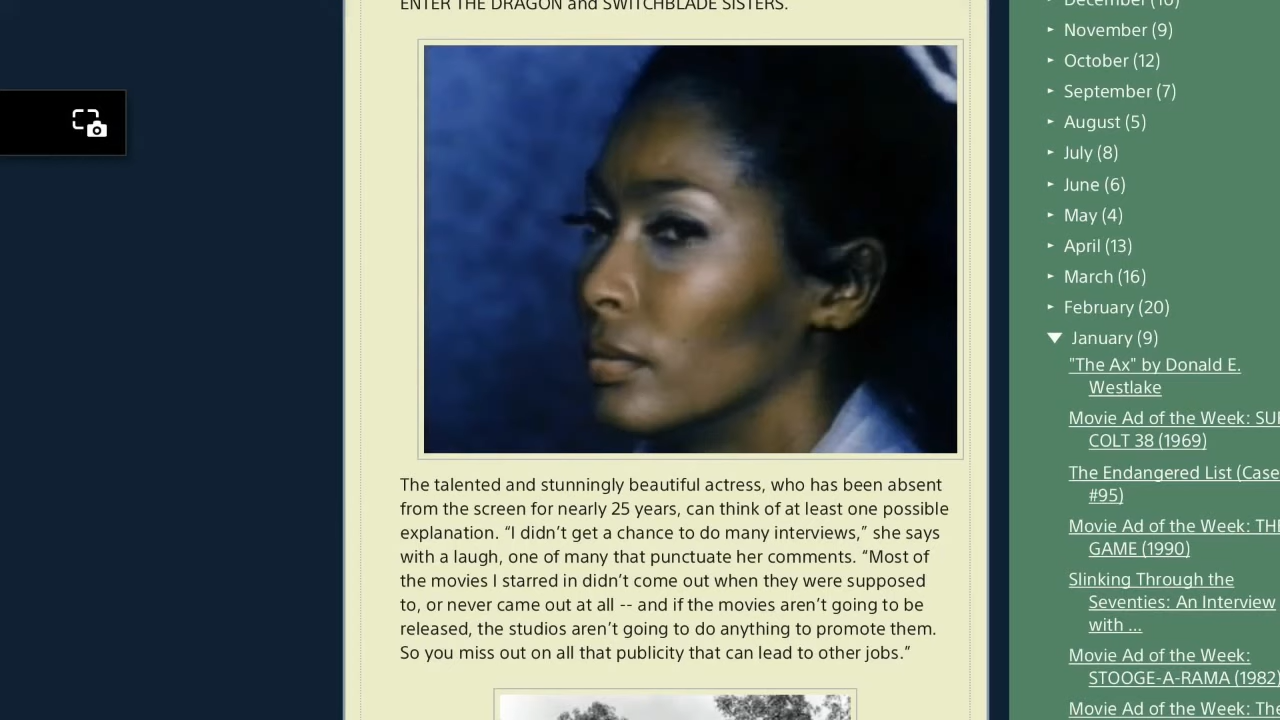 ENTER THE DRAGON and SWITCHBLADE SISTERS.
The talented and stunningly beautiful actress, who has been absent
from the screen for nearly 25 years, can think of at least one possible
explanation. “I didn’t get a chance to do many interviews,” she says
with a laugh, one of many that punctuate her comments. “Most of
the movies I starred in didn’t come out when they were supposed
to, or never came out at all -- and if the movies aren’t going to be
released, the studios aren’t going to do anything to promote them.
So you miss out on all that publicity that can lead to other jobs.”
December (10)
November (9)
October (12)
September (7)
August (5)
July (8)
June (6)
May (4)
April (13)
March (16)
February (20)
January (9)
"The Ax" by Donald E.
Westlake
Movie Ad of the Week:
COLT 38 (1969)
The Endangered List (Case
#95)
Movie Ad of the Week:
GAME (1990)
Slinking Through the
Seventies: An Interview
with ...
Movie Ad of the Week:
STOOGE-A-RAMA (1982)
Movie Ad of the Week: The